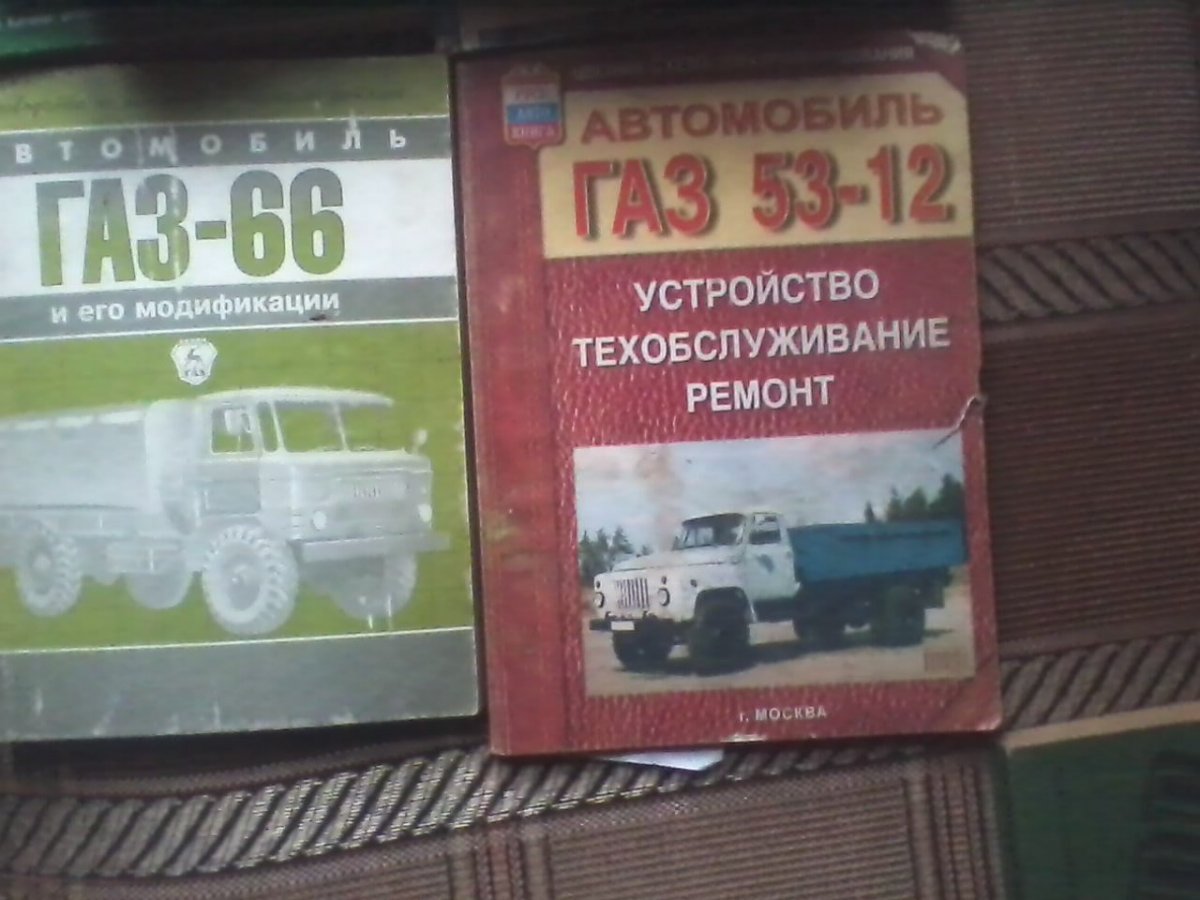 ВТОМОБИЛЬ
ГАЗ-66
и его модификации
АВТОМОБИЛЬ
ГАЗ 53-12
УСТРОЙСТВО
ТЕХОБСЛУЖИВАНИЕ
РЕМОНТ
г. МОСКВА